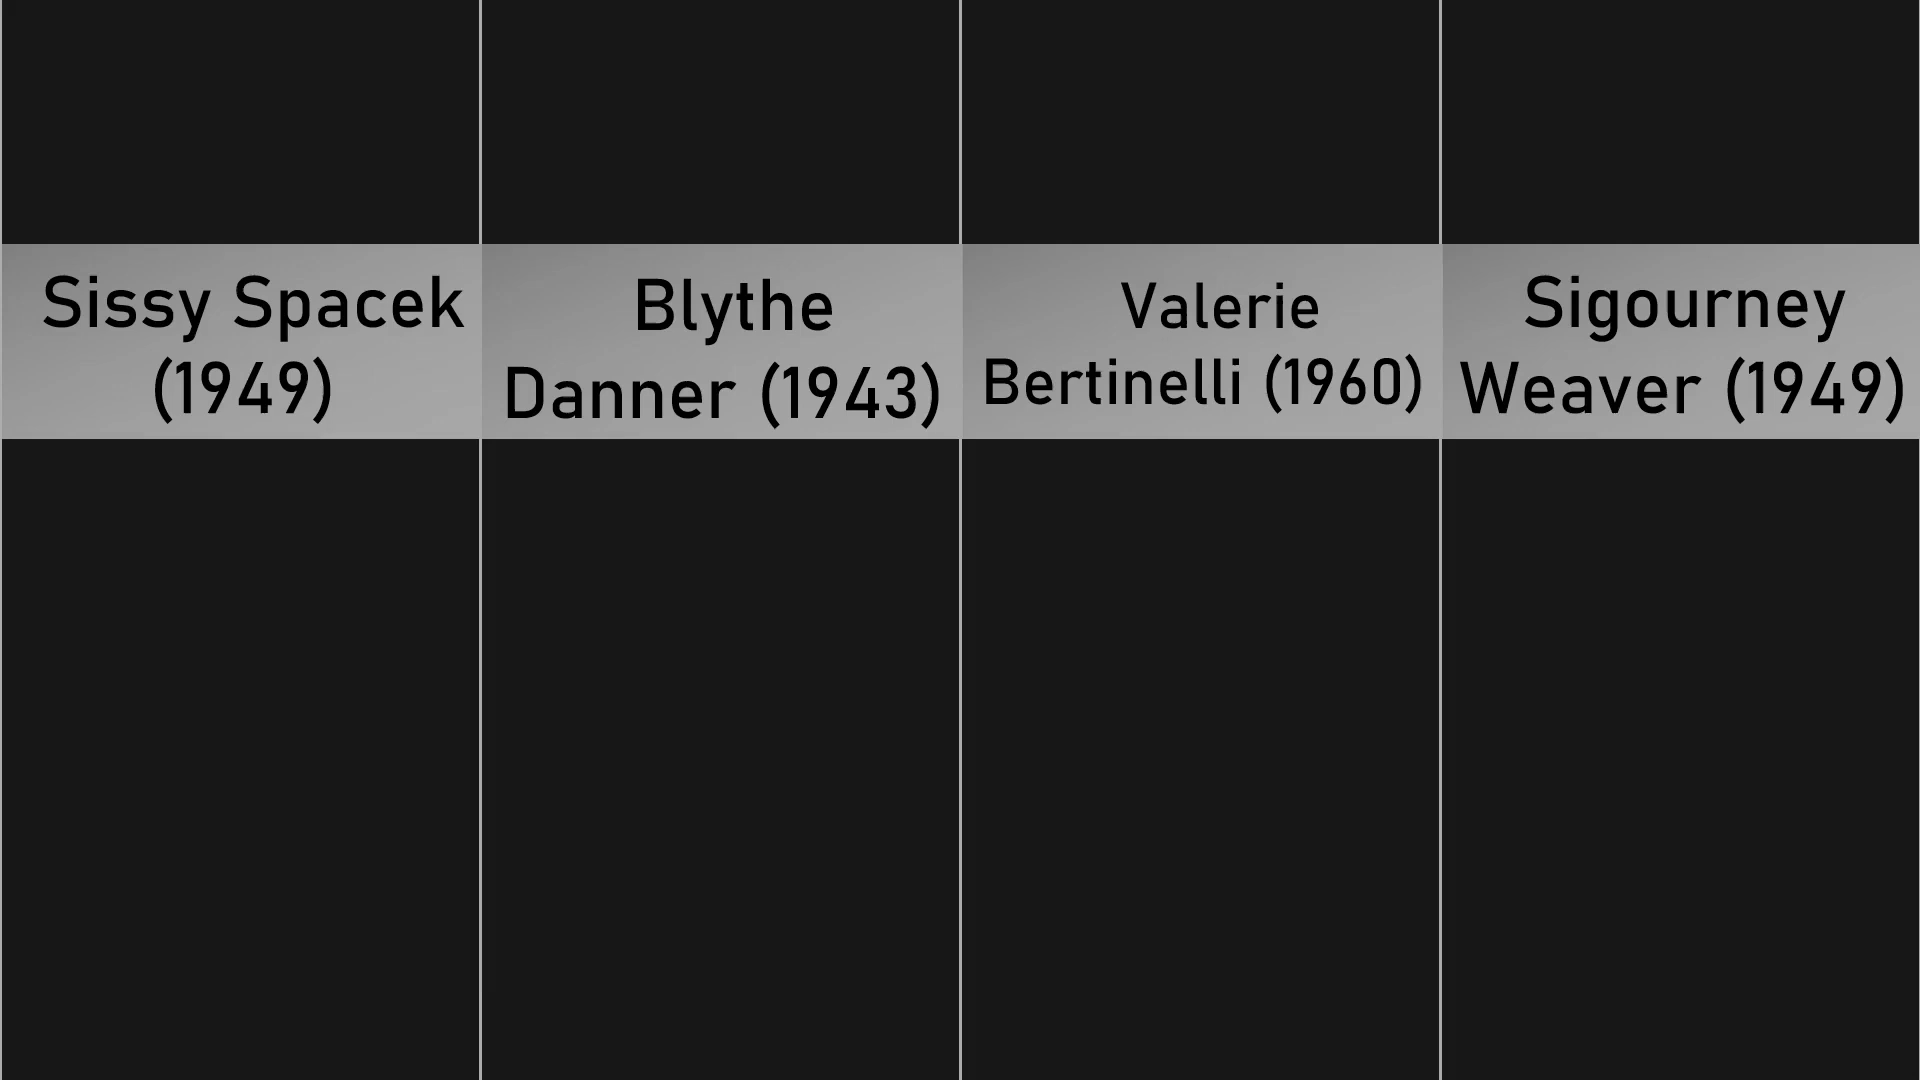 Sissy Spacek
(1949)
Blythe
Danner (1943)
Valerie
Bertinelli (1960)
Sigourney
Weaver (1949)